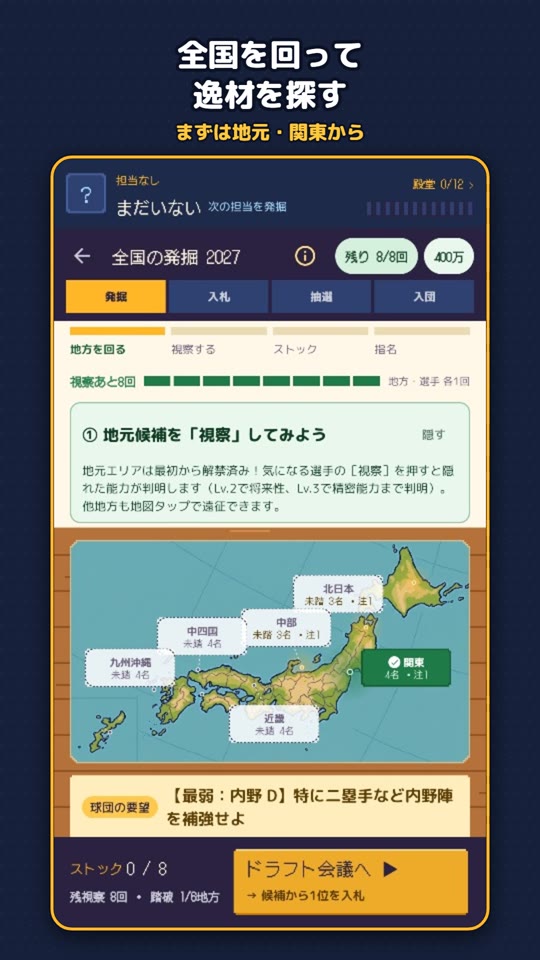 全国を回って
逸材を探す
まずは地元・関東から
?
担当なし
まだいない 次の担当を発掘
殿堂 0/12 >
← 全国の発掘 2027
残り 8/8回
400万
発掘
入札
抽選
入団
地方を回る
視察する
ストック
指名
視察あと8回
地方・選手 各1回
① 地元候補を「視察」してみよう
隠す
地元エリアは最初から解禁済み！気になる選手の［視察］を押すと隠
れた能力が判明します（Lv.2で将来性、Lv.3で精密能力まで判明）。
他地方も地図タップで遠征できます。
北日本
未踏 3名 ・注1
中部
未踏 3名 ・注1
中四国
未踏 4名
九州沖縄
未踏 4名
関東
4名 ・注1
近畿
未踏 4名
球団の要望
【最弱：内野 D】特に二塁手など内野陣
を補強せよ
ストック 0 / 8
残視察 8回 ・ 踏破 1/6地方
ドラフト会議へ ▶
→ 候補から1位を入札